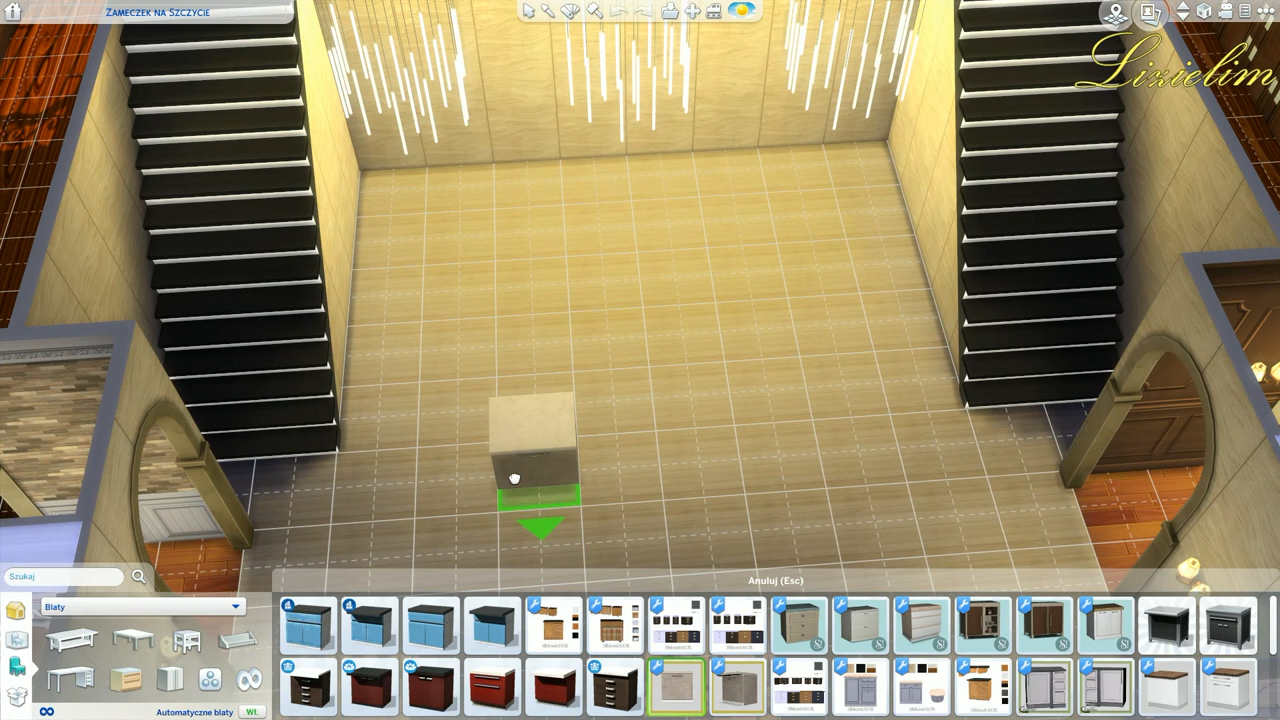 Zameczek na Szczycie
Lizielim
Anuluj (Esc)
Szukaj
Blaty
Automatyczne blaty
Wł.